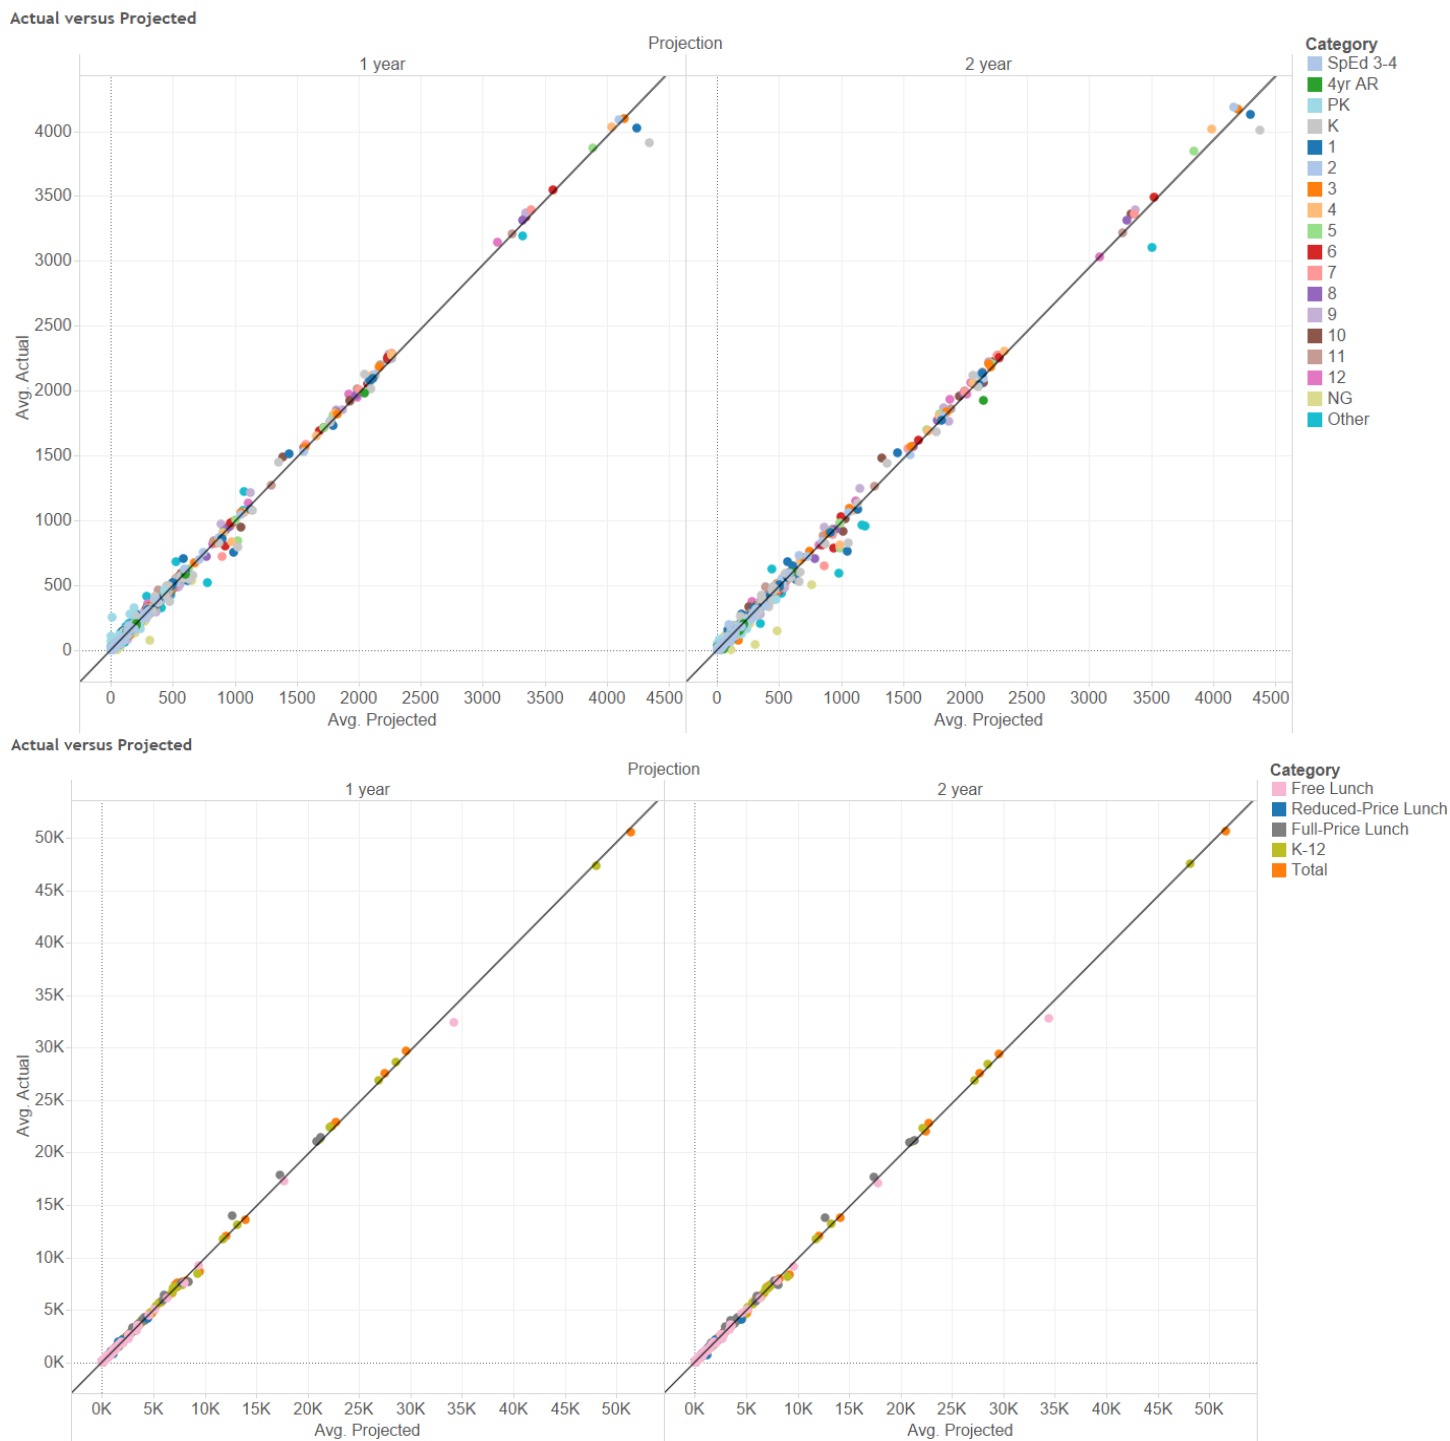 Actual versus Projected
Projection
1 year
2 year
Category
SpEd 3-4
4yr AR
PK
K
1
2
3
4
5
6
7
8
9
10
11
12
NG
Other
Avg. Actual
4000
3500
3000
2500
2000
1500
1000
500
0
0 500 1000 1500 2000 2500 3000 3500 4000 4500
0 500 1000 1500 2000 2500 3000 3500 4000 4500
Avg. Projected
Avg. Projected
Actual versus Projected
Projection
1 year
2 year
Category
Free Lunch
Reduced-Price Lunch
Full-Price Lunch
K-12
Total
Avg. Actual
50K
45K
40K
35K
30K
25K
20K
15K
10K
5K
0K
0K 5K 10K 15K 20K 25K 30K 35K 40K 45K 50K
0K 5K 10K 15K 20K 25K 30K 35K 40K 45K 50K
Avg. Projected
Avg. Projected